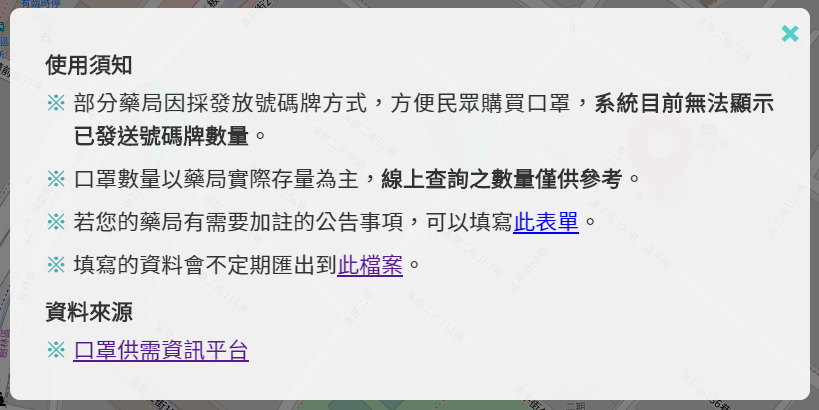 使用須知
※ 部分藥局因採發放號碼牌方式，方便民眾購買口罩，系統目前無法顯示
已發送號碼牌數量。
※ 口罩數量以藥局實際存量為主，線上查詢之數量僅供參考。
※ 若您的藥局有需要加註的公告事項，可以填寫此表單。
※ 填寫的資料會不定期匯出到此檔案。
資料來源
※ 口罩供需資訊平台